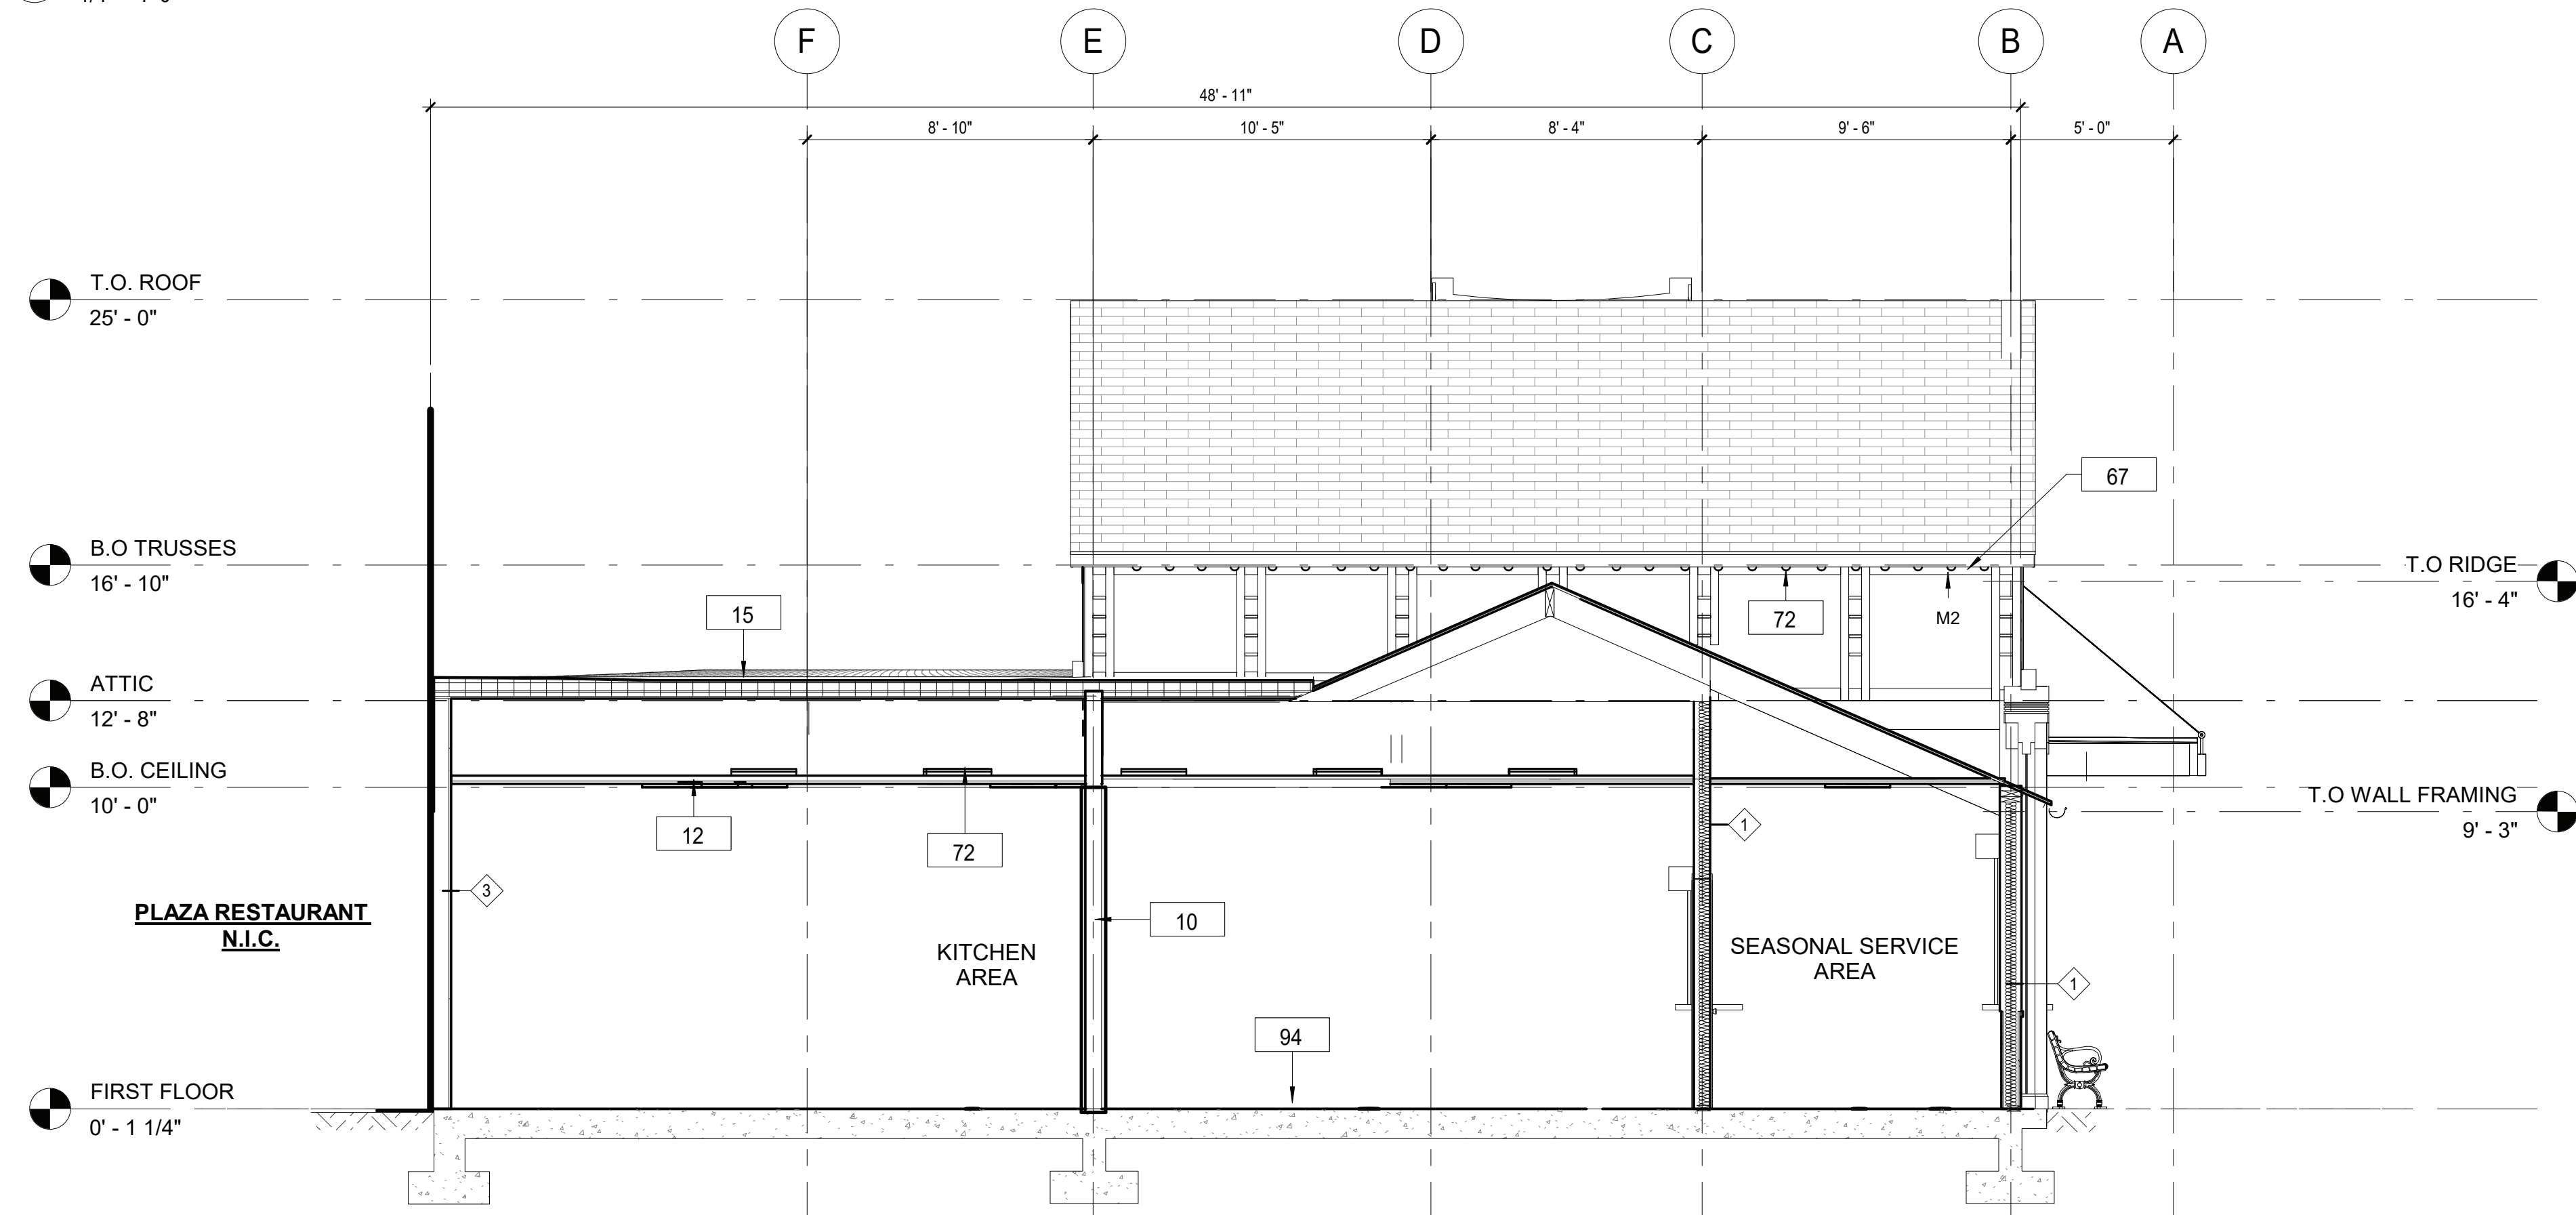 F
E
D
C
B
A
48' - 11"
8' - 10"
10' - 5"
8' - 4"
9' - 6"
5' - 0"
T.O. ROOF
25' - 0"
67
B.O TRUSSES
16' - 10"
T.O RIDGE
16' - 4"
15
72
M2
ATTIC
12' - 8"
B.O. CEILING
10' - 0"
T.O WALL FRAMING
9' - 3"
12
72
1
3
PLAZA RESTAURANT
N.I.C.
10
KITCHEN
AREA
SEASONAL SERVICE
AREA
1
94
FIRST FLOOR
0' - 1 1/4"